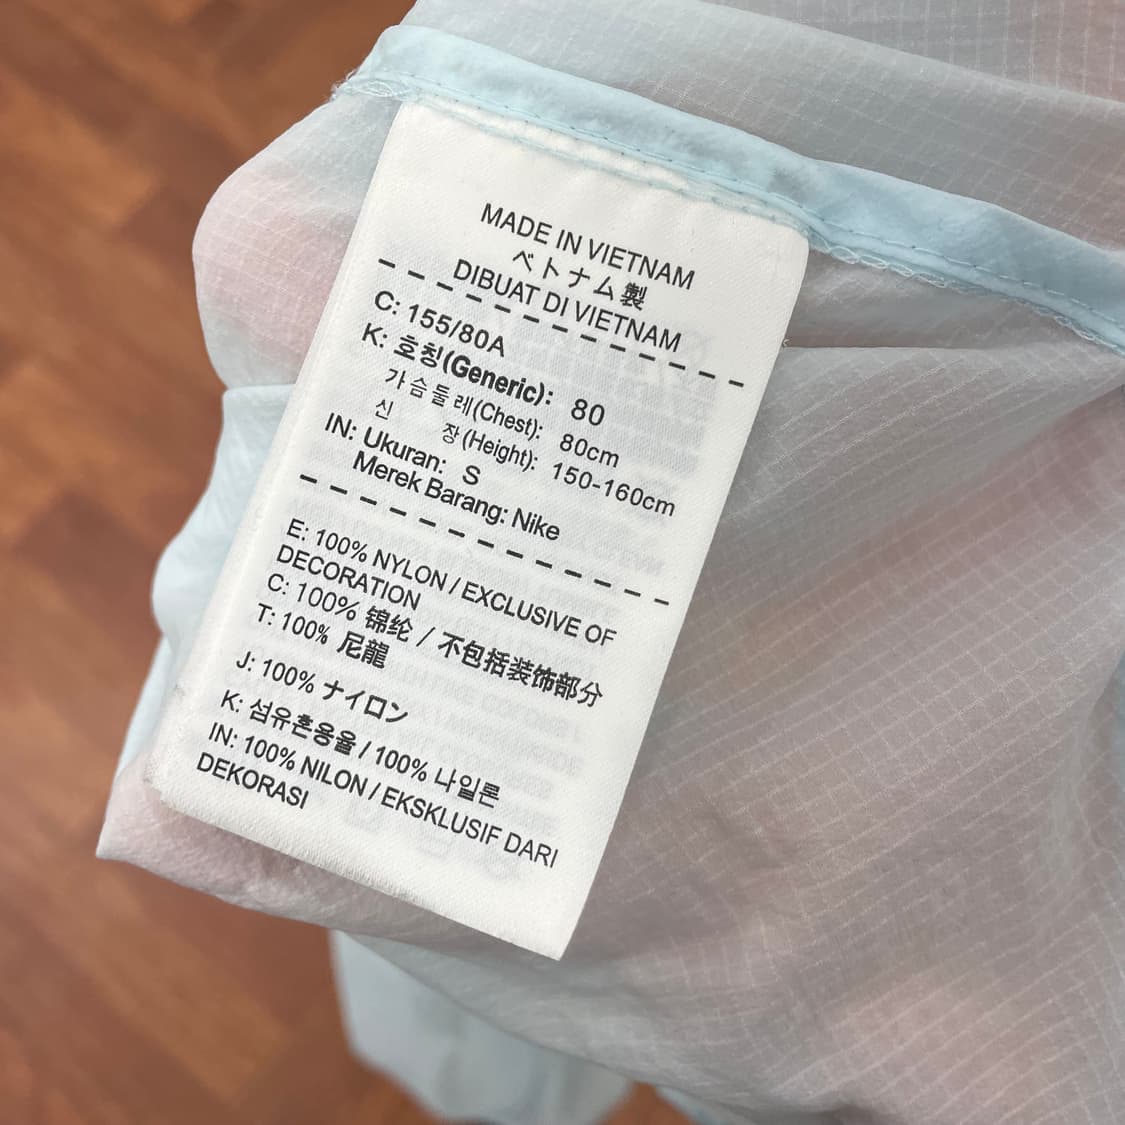 MADE IN VIETNAM
ベトナム製
DIBUAT DI VIETNAM
C: 155/80A
K: 호칭(Generic): 80
가슴둘레(Chest): 80cm
신 장(Height): 150-160cm
IN: Ukuran: S
Merek Barang: Nike
E: 100% NYLON / EXCLUSIVE OF
DECORATION
C: 100% 锦纶 / 不包括装饰部分
T: 100% 尼龍
J: 100% ナイロン
K: 섬유혼용율 / 100% 나일론
IN: 100% NILON / EKSKLUSIF DARI
DEKORASI